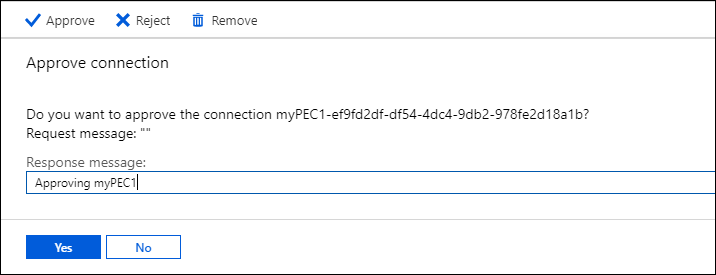 Approve Reject Remove
Approve connection
Do you want to approve the connection myPEC1-ef9fd2df-df54-4dc4-9db2-978fe2d18a1b?
Request message: ""
Response message:
Approving myPEC1
Yes No